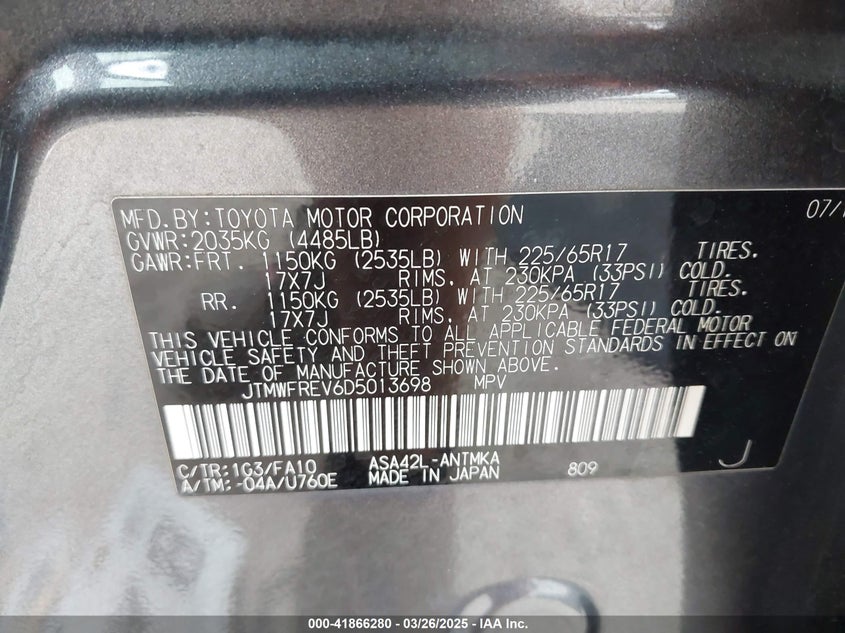 MFD.BY:TOYOTA MOTOR CORPORATION 07/1
GVWR:2035KG (4485LB)
GAWR:FRT. 1150KG (2535LB) WITH 225/65R17 TIRES.
17X7J RIMS, AT 230KPA (33PSI) COLD.
RR. 1150KG (2535LB) WITH 225/65R17 TIRES.
17X7J RIMS, AT 230KPA (33PSI) COLD.
THIS VEHICLE CONFORMS TO ALL APPLICABLE FEDERAL MOTOR
VEHICLE SAFETY AND THEFT PREVENTION STANDARDS IN EFFECT ON
THE DATE OF MANUFACTURE SHOWN ABOVE.
JTMWFREV6D5013698 MPV
C/TR:1G3/FA10 ASA42L-ANTMKA
A/TM:-04A/U760E MADE IN JAPAN 809 J
000-41866280 - 03/26/2025 - IAA Inc.